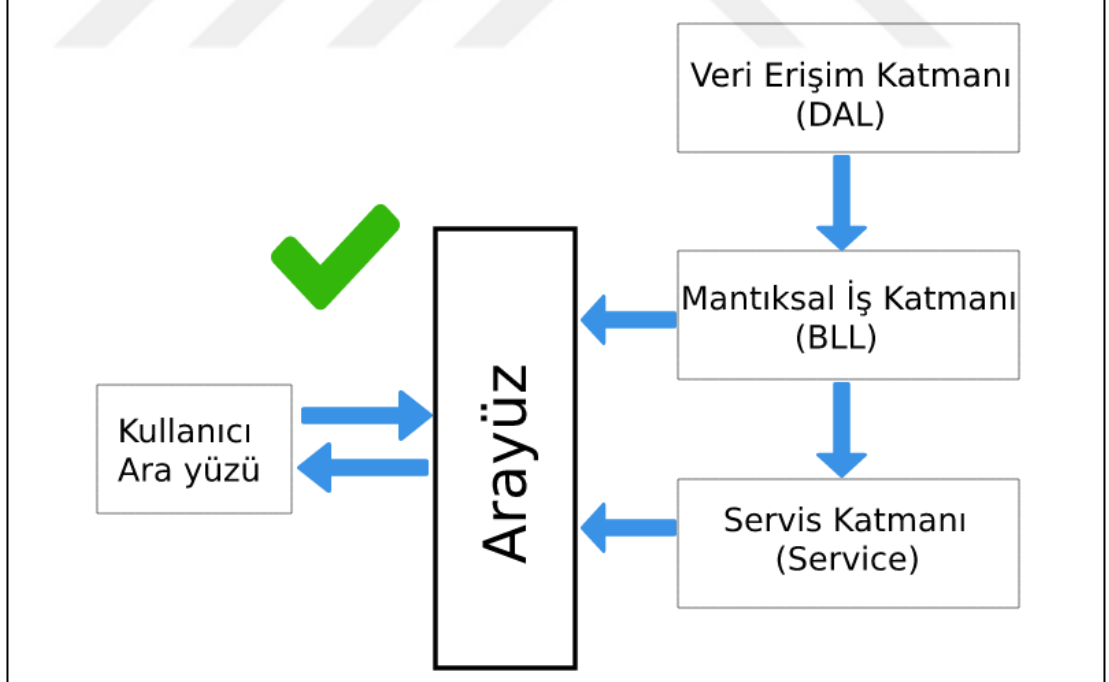 Veri Erişim Katmanı
(DAL)
Mantıksal İş Katmanı
(BLL)
Arayüz
Kullanıcı
Ara yüzü
Servis Katmanı
(Service)